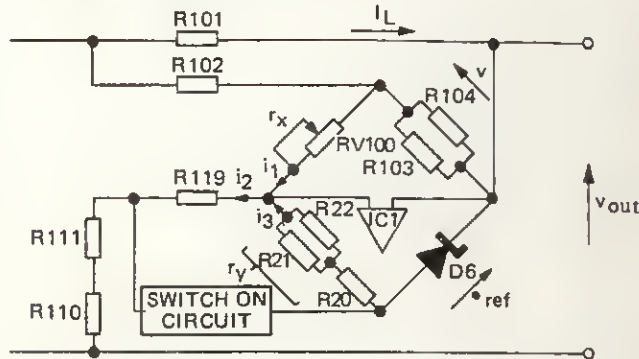 R101
I_L
R102
v
R104
r_x
RV100
R103
i_1
R119
i_2
v_out
i_3
R22
IC1
R111
R21
D6
r_y
R20
ref
R110
SWITCH ON
CIRCUIT